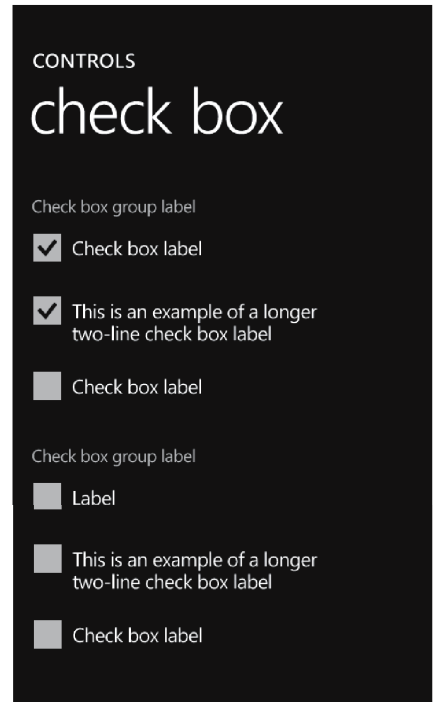 CONTROLS
check box
Check box group label
Check box label
This is an example of a longer
two-line check box label
Check box label
Check box group label
Label
This is an example of a longer
two-line check box label
Check box label